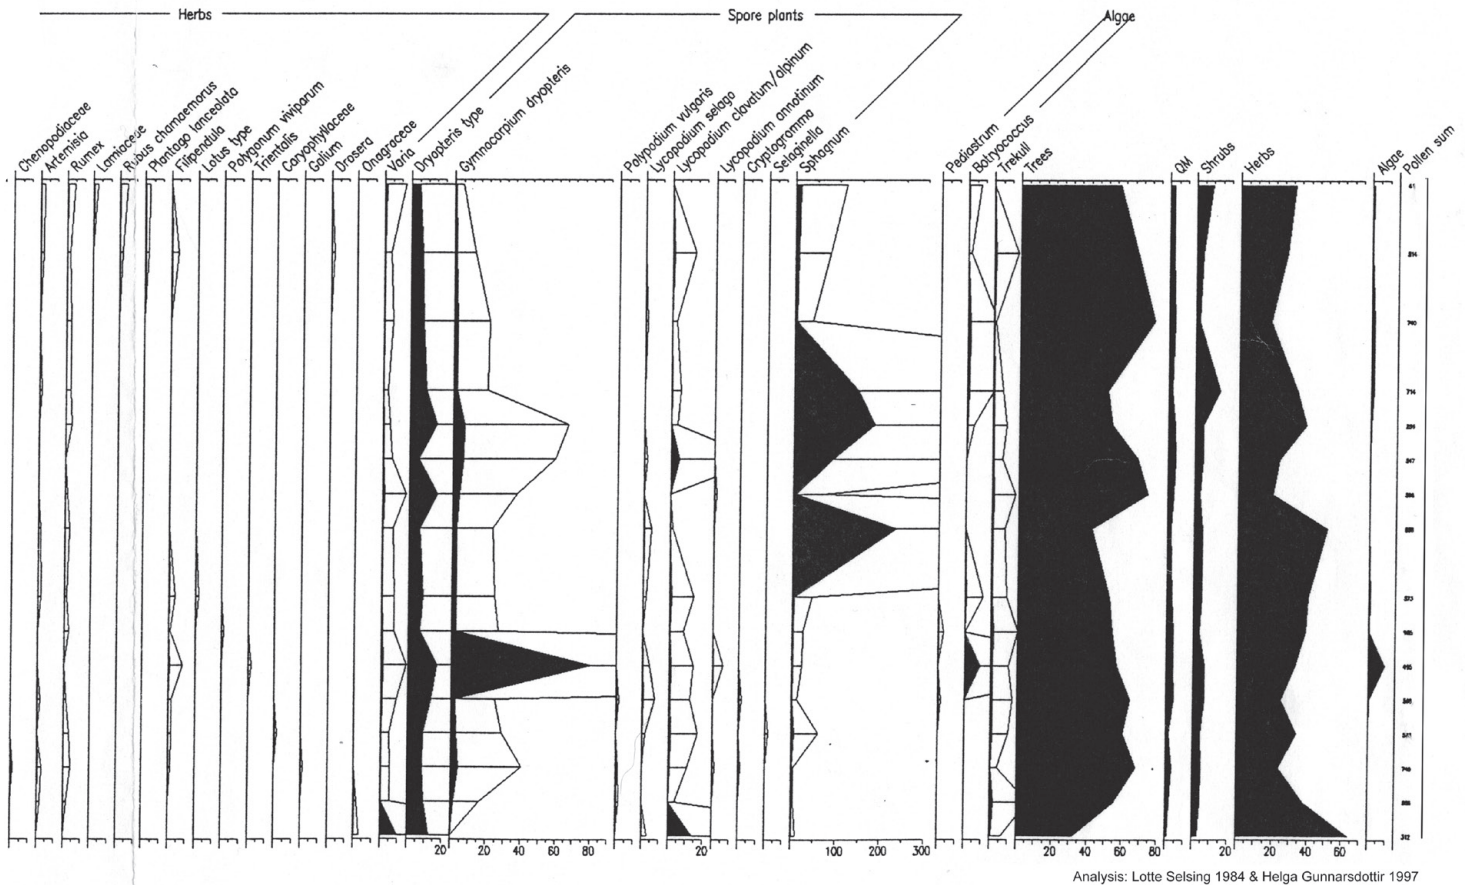 Herbs
Spore plants
Algae
Chenopodiaceae
Artemisia
Rumex
Lamiaceae
Rubus chamaemorus
Plantago lanceolata
Filipendula
Lotus type
Polygonum viviparum
Trientalis
Caryophyllaceae
Galium
Drosera
Onagraceae
Varia
Dryopteris type
Gymnocarpium dryopteris
Polypodium vulgaris
Lycopodium selago
Lycopodium clavatum/alpinum
Lycopodium annotinum
Cryptogramma
Selaginella
Sphagnum
Pediastrum
Botryococcus
Trekull
Trees
QM
Shrubs
Herbs
Algae
Pollen sum
20
20 40 60 80
20
100 200 300
20 40 60 80
20
20 40 60
Analysis: Lotte Selsing 1984 & Helga Gunnarsdottir 1997